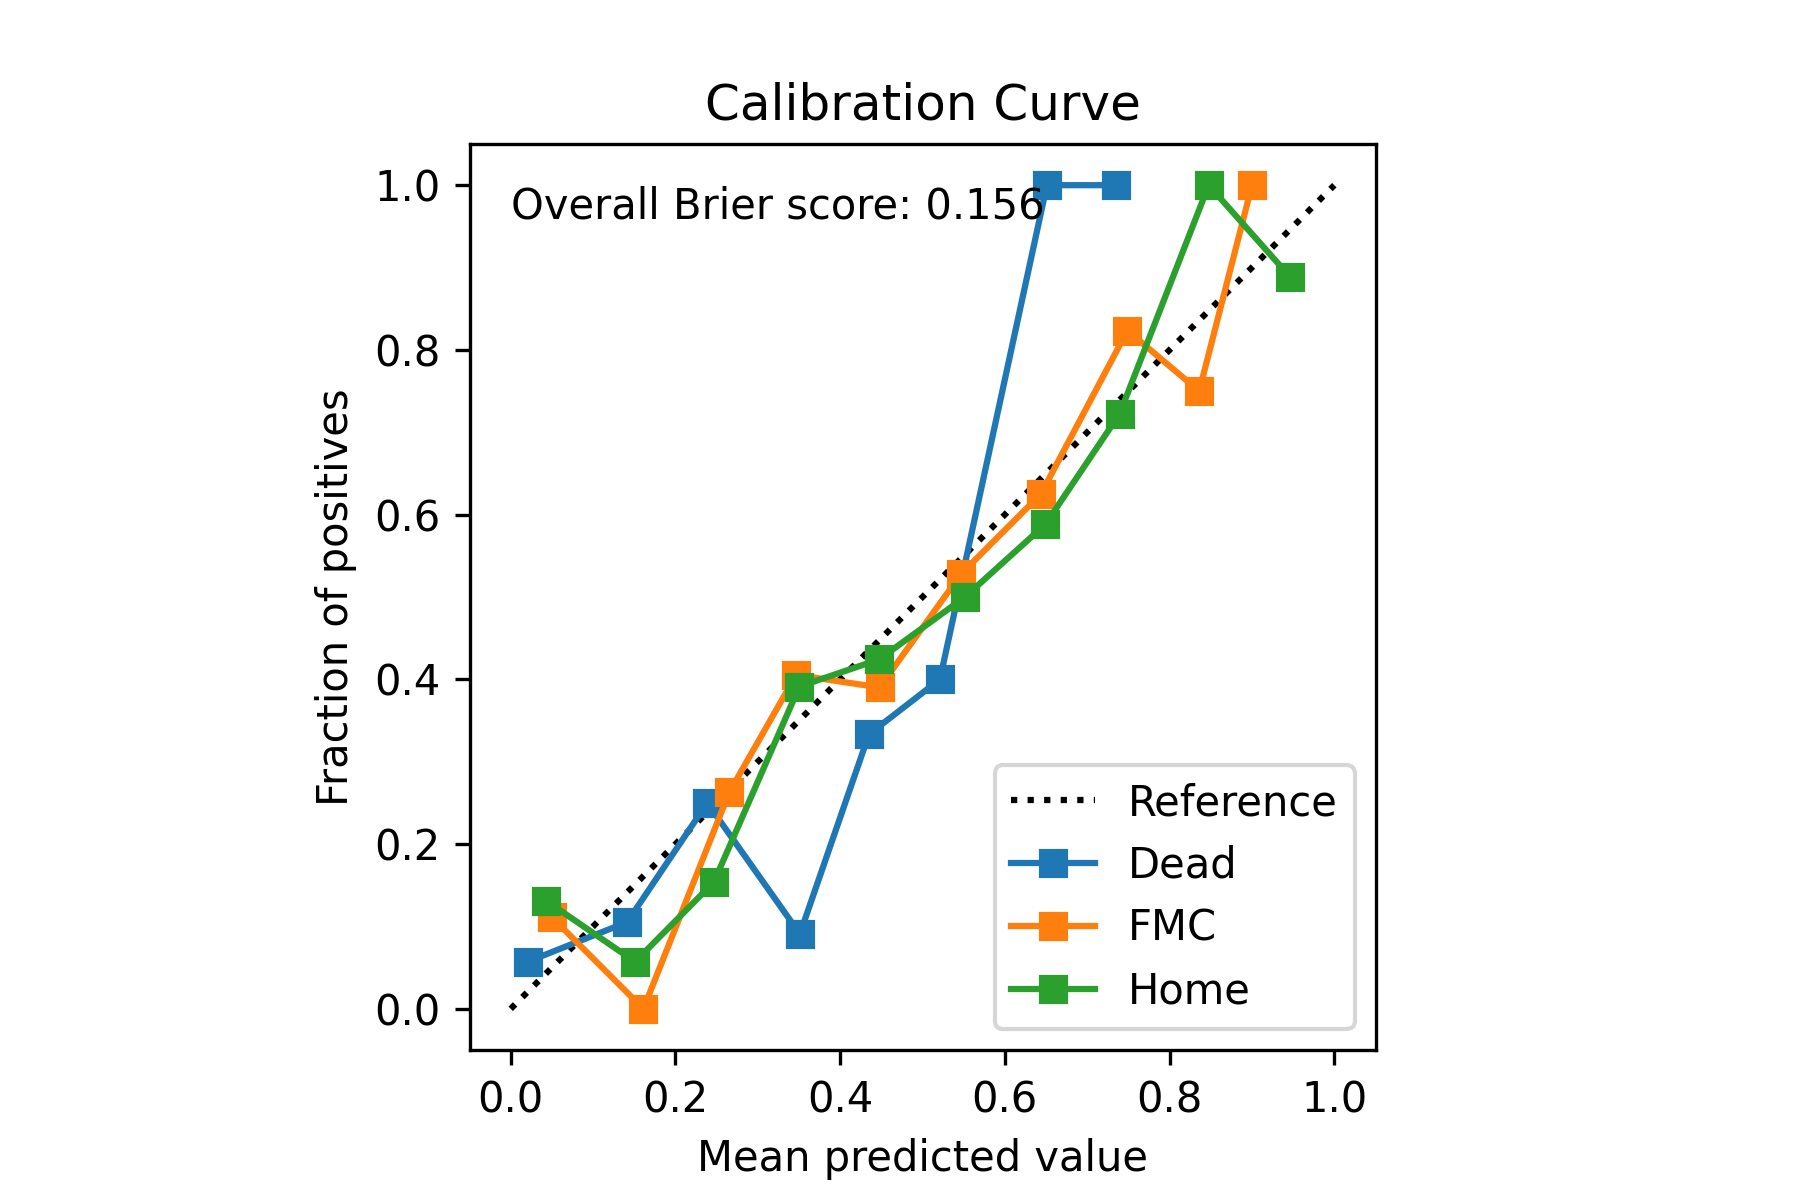 Calibration Curve
Overall Brier score: 0.156
1.0
0.8
0.6
0.4
0.2
0.0
Fraction of positives
Reference
Dead
FMC
Home
0.0 0.2 0.4 0.6 0.8 1.0
Mean predicted value